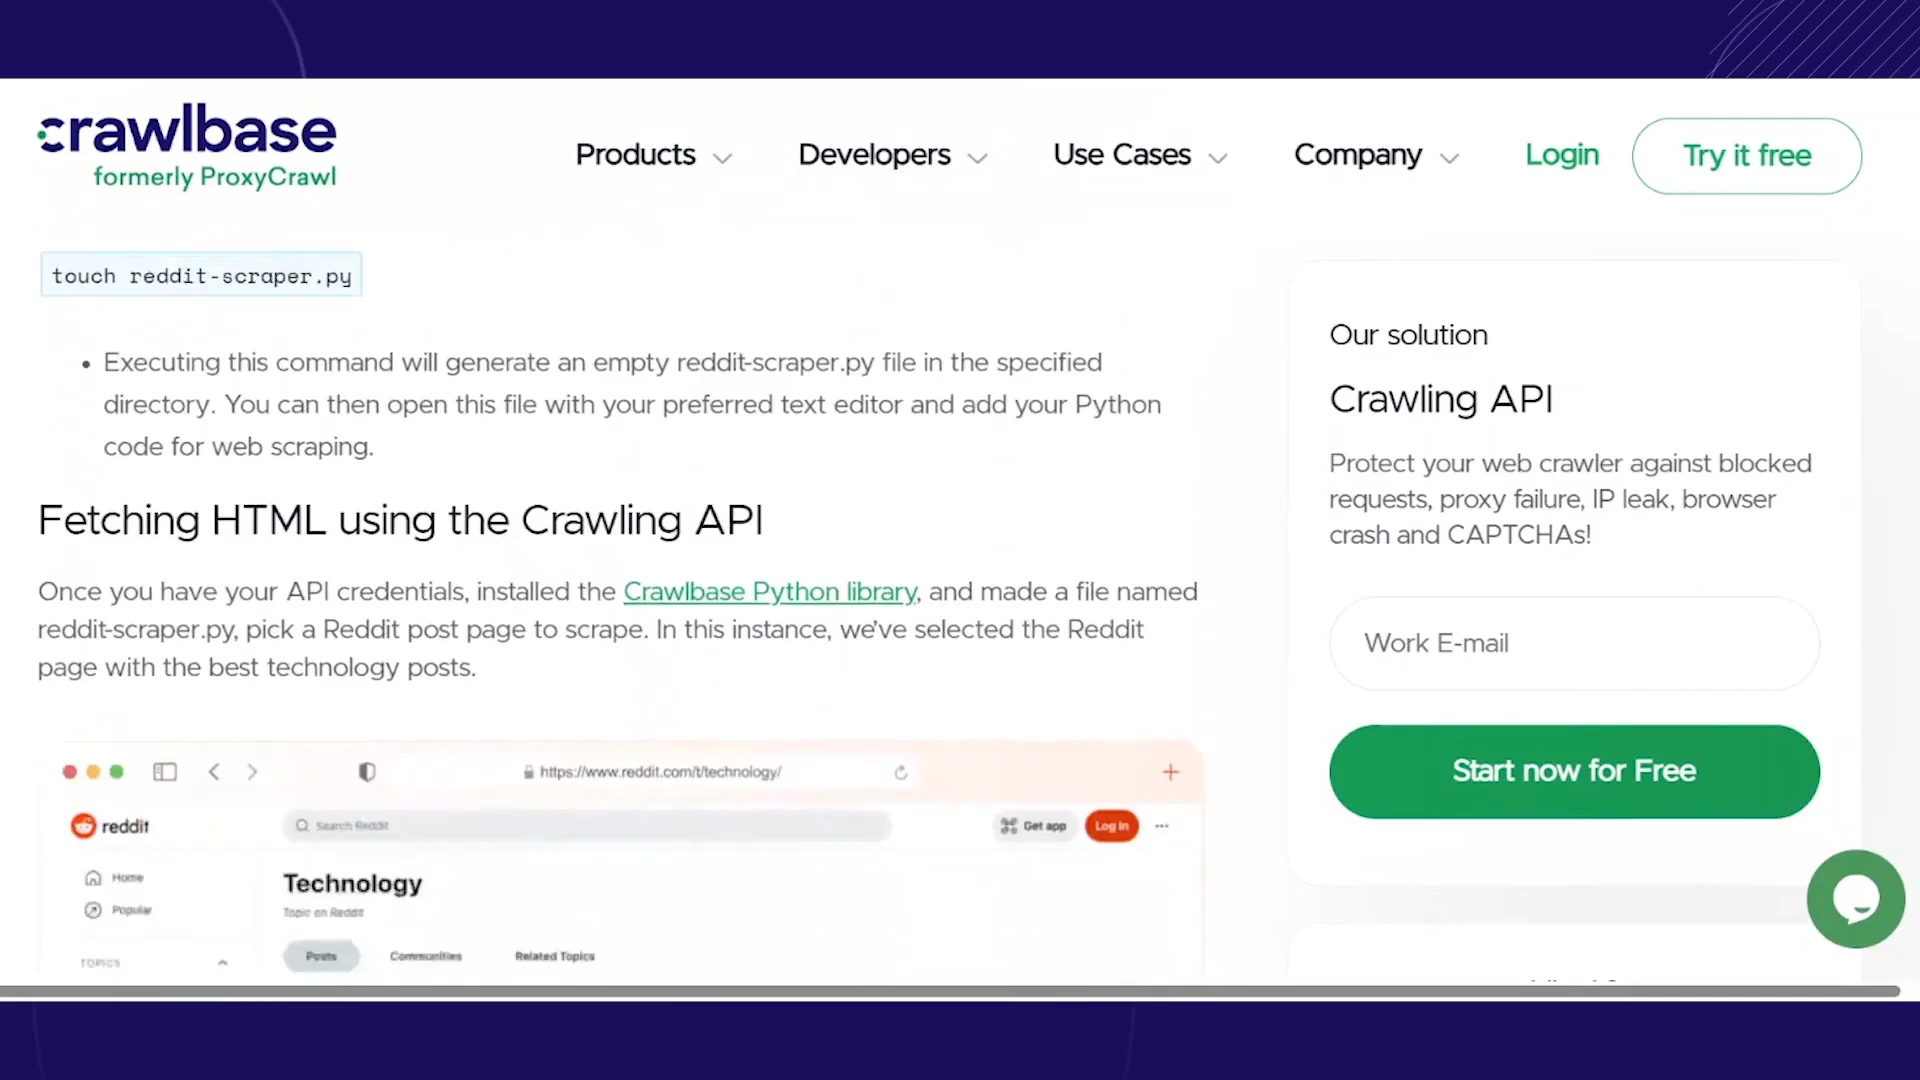 crawlbase
formerly ProxyCrawl
Products
Developers
Use Cases
Company
Login
Try it free
touch reddit-scraper.py
• Executing this command will generate an empty reddit-scraper.py file in the specified
directory. You can then open this file with your preferred text editor and add your Python
code for web scraping.
Fetching HTML using the Crawling API
Once you have your API credentials, installed the Crawlbase Python library, and made a file named
reddit-scraper.py, pick a Reddit post page to scrape. In this instance, we've selected the Reddit
page with the best technology posts.
https://www.reddit.com/t/technology/
reddit
Search Reddit
Get app
Log In
Home
Popular
TOPICS
Technology
Topic on Reddit
Posts
Communities
Related Topics
Our solution
Crawling API
Protect your web crawler against blocked
requests, proxy failure, IP leak, browser
crash and CAPTCHAs!
Work E-mail
Start now for Free